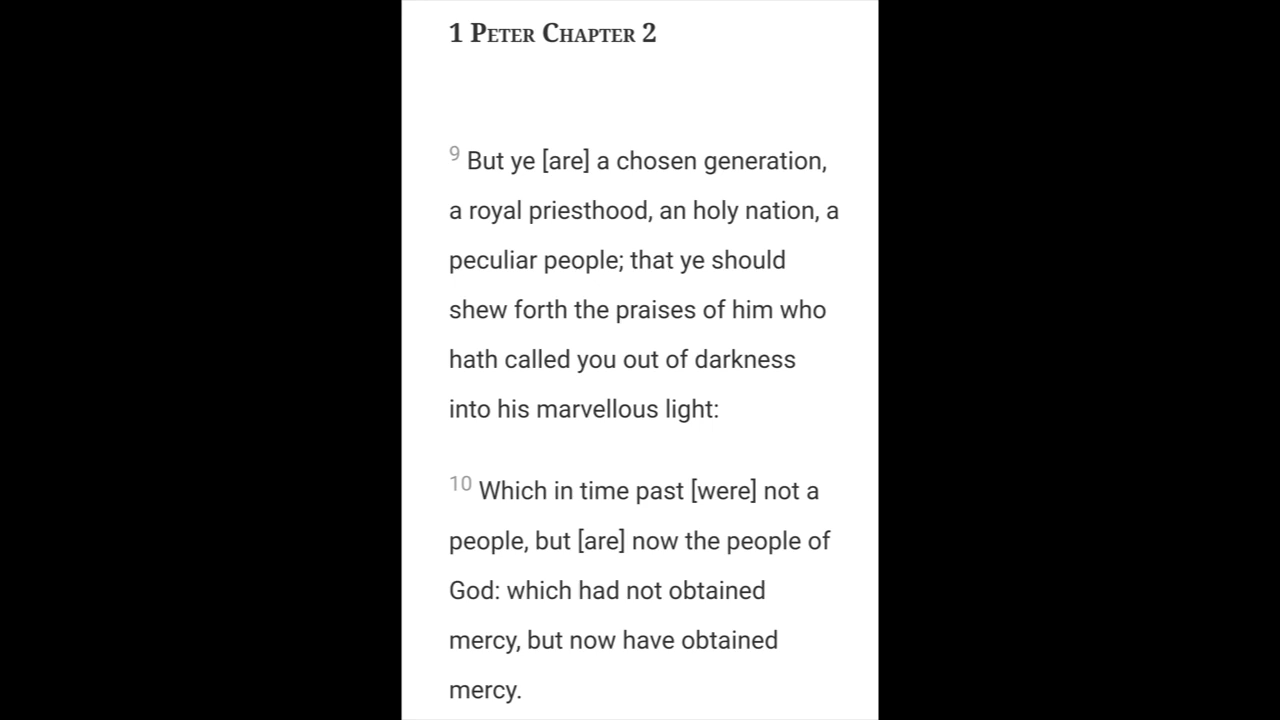 1 Peter Chapter 2
9 But ye [are] a chosen generation,
a royal priesthood, an holy nation, a
peculiar people; that ye should
shew forth the praises of him who
hath called you out of darkness
into his marvellous light:
10 Which in time past [were] not a
people, but [are] now the people of
God: which had not obtained
mercy, but now have obtained
mercy.